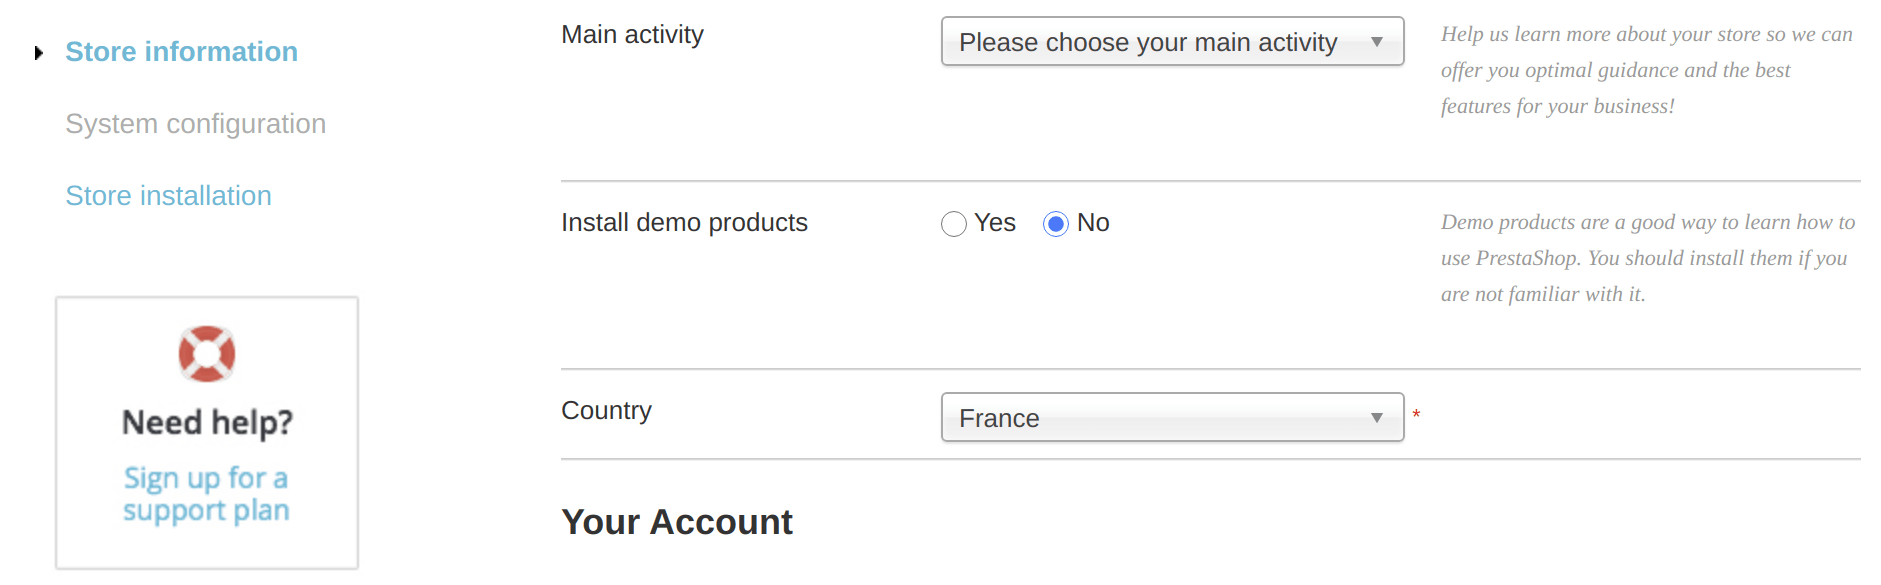 Store information
System configuration
Store installation
Need help?
Sign up for a
support plan
Main activity
Please choose your main activity
Help us learn more about your store so we can
offer you optimal guidance and the best
features for your business!
Install demo products
Yes No
Demo products are a good way to learn how to
use PrestaShop. You should install them if you
are not familiar with it.
Country
France *
Your Account